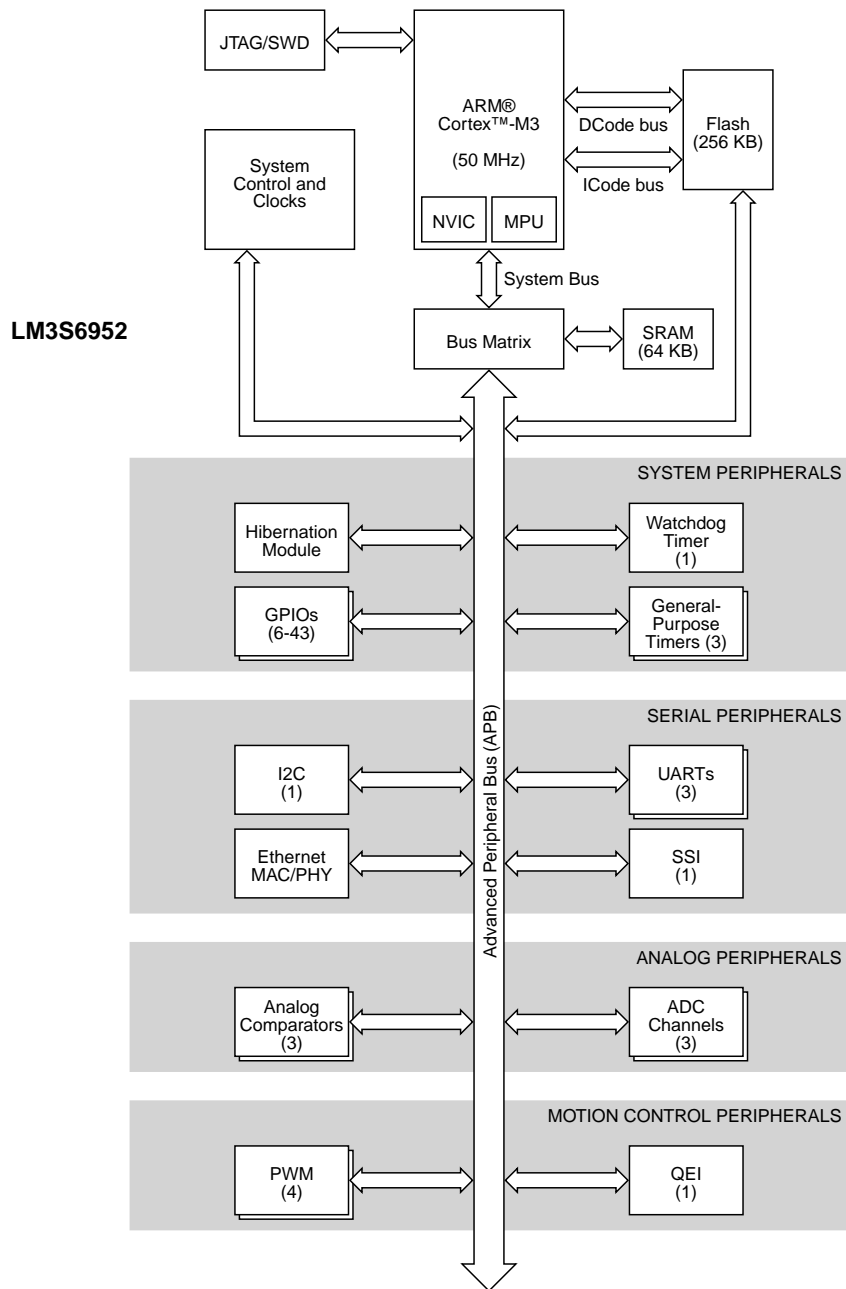 JTAG/SWD
ARM®
Cortex™-M3
(50 MHz)
NVIC
MPU
DCode bus
ICode bus
Flash
(256 KB)
System
Control and
Clocks
System Bus
LM3S6952
Bus Matrix
SRAM
(64 KB)
SYSTEM PERIPHERALS
Hibernation
Module
Watchdog
Timer
(1)
GPIOs
(6-43)
General-
Purpose
Timers (3)
Advanced Peripheral Bus (APB)
SERIAL PERIPHERALS
I2C
(1)
UARTs
(3)
Ethernet
MAC/PHY
SSI
(1)
ANALOG PERIPHERALS
Analog
Comparators
(3)
ADC
Channels
(3)
MOTION CONTROL PERIPHERALS
PWM
(4)
QEI
(1)